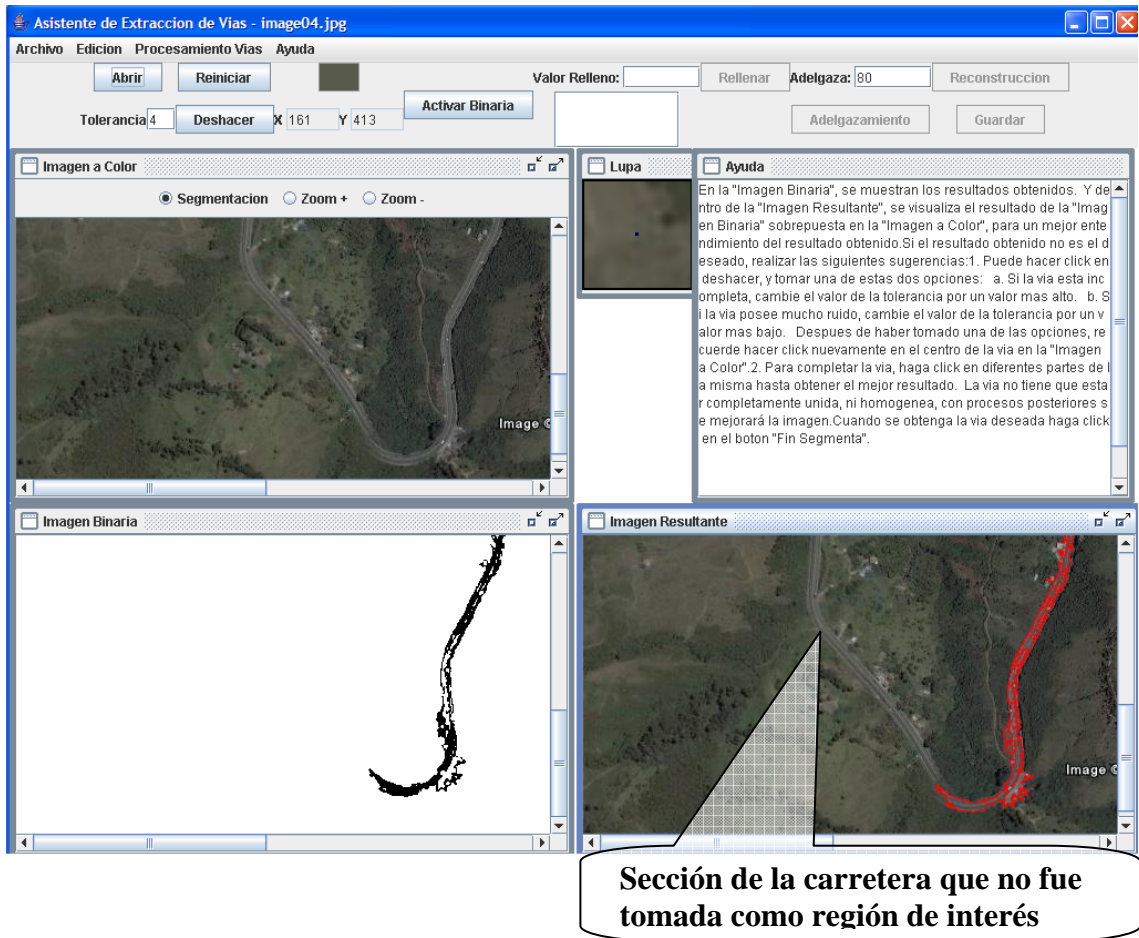 Asistente de Extraccion de Vias - image04.jpg
Archivo Edicion Procesamiento Vias Ayuda
Abrir Reiniciar Valor Relleno: Rellenar Adelgaza: 80 Reconstruccion
Tolerancia 4 Deshacer X 161 Y 413 Activar Binaria Adelgazamiento Guardar
Imagen a Color
Segmentacion Zoom + Zoom -
Image ©
Lupa
Ayuda
En la "Imagen Binaria", se muestran los resultados obtenidos. Y de
ntro de la "Imagen Resultante", se visualiza el resultado de la "Imag
en Binaria" sobrepuesta en la "Imagen a Color", para un mejor ente
ndimiento del resultado obtenido.Si el resultado obtenido no es el d
eseado, realizar las siguientes sugerencias:1. Puede hacer click en
deshacer, y tomar una de estas dos opciones: a. Si la via esta inc
ompleta, cambie el valor de la tolerancia por un valor mas alto. b. S
i la via posee mucho ruido, cambie el valor de la tolerancia por un v
alor mas bajo. Despues de haber tomado una de las opciones, re
cuerde hacer click nuevamente en el centro de la via en la "Imagen
a Color".2. Para completar la via, haga click en diferentes partes de l
a misma hasta obtener el mejor resultado. La via no tiene que esta
r completamente unida, ni homogenea, con procesos posteriores s
e mejorará la imagen.Cuando se obtenga la via deseada haga click
en el boton "Fin Segmenta".
Imagen Binaria
Imagen Resultante
Image ©
Sección de la carretera que no fue
tomada como región de interés